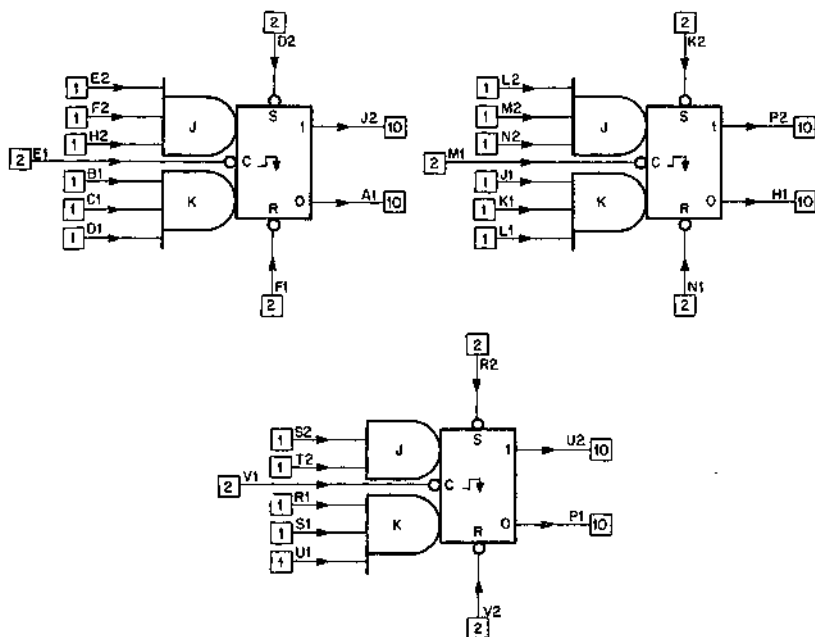 2
D2
2
K2
1 E2
1 F2
1 H2
J
S
1
J2 10
2 E1
C
1 B1
1 C1
1 D1
K
0
A1 10
R
F1
2
1 L2
1 M2
1 N2
J
S
1
P2 10
2 M1
C
1 J1
1 K1
1 L1
K
0
H1 10
R
N1
2
2
R2
1 S2
1 T2
J
S
1
U2 10
2 V1
C
1 R1
1 S1
1 U1
K
0
P1 10
R
V2
2